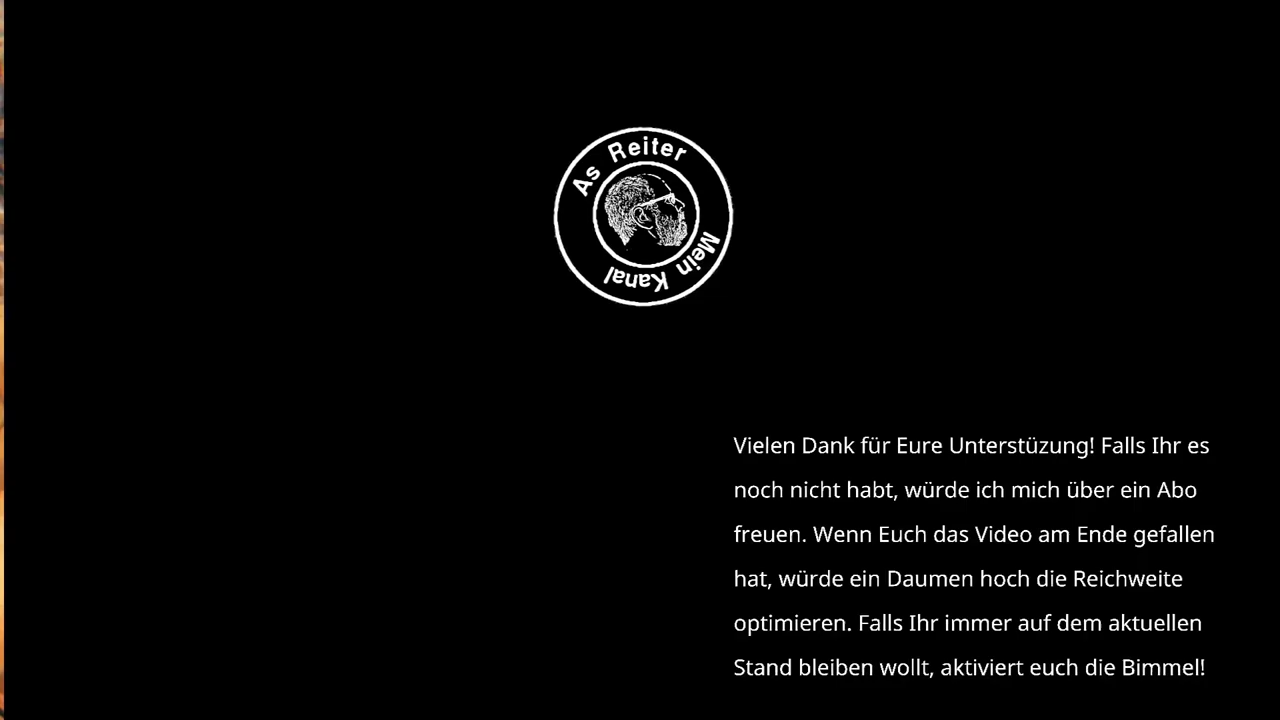 As Reiter
Mein Kanal
Vielen Dank für Eure Unterstüzung! Falls Ihr es
noch nicht habt, würde ich mich über ein Abo
freuen. Wenn Euch das Video am Ende gefallen
hat, würde ein Daumen hoch die Reichweite
optimieren. Falls Ihr immer auf dem aktuellen
Stand bleiben wollt, aktiviert euch die Bimmel!